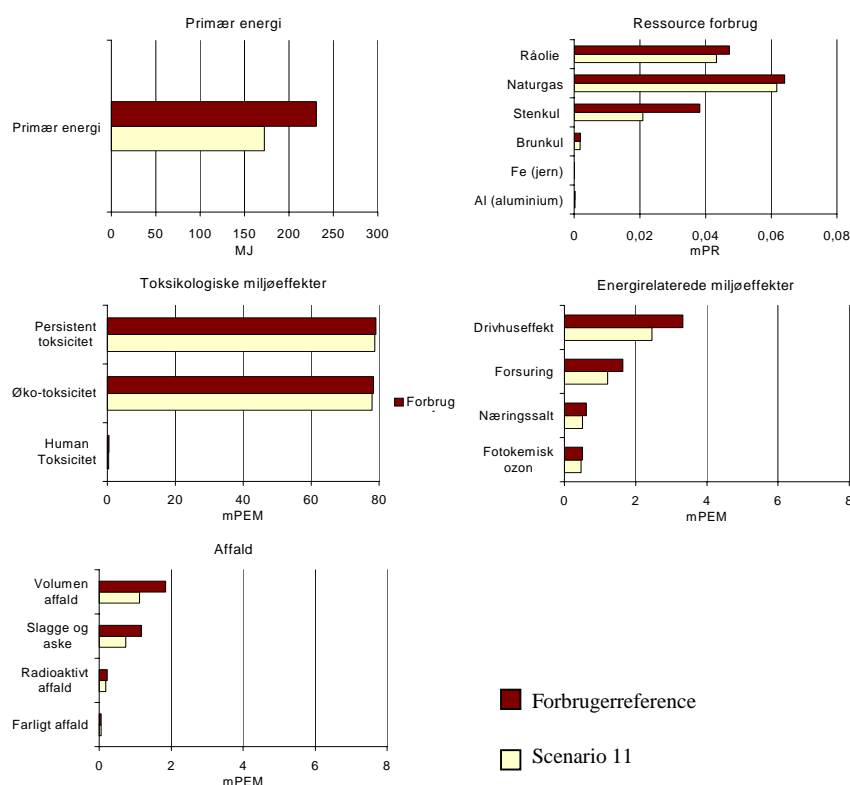 Primær energi
Primær energi
0 50 100 150 200 250 300
MJ
Ressource forbrug
Råolie
Naturgas
Stenkul
Brunkul
Fe (jern)
Al (aluminium)
0 0,02 0,04 0,06 0,08
mPR
Toksikologiske miljøeffekter
Persistent
toksicitet
Øko-toksicitet
Human
Toksicitet
0 20 40 60 80
mPEM
Forbrug
Energirelaterede miljøeffekter
Drivhuseffekt
Forsuring
Næringssalt
Fotokemisk
ozon
0 2 4 6 8
mPEM
Affald
Volumen
affald
Slagge og
aske
Radioaktivt
affald
Farligt affald
0 2 4 6 8
mPEM
Forbrugerreference
Scenario 11